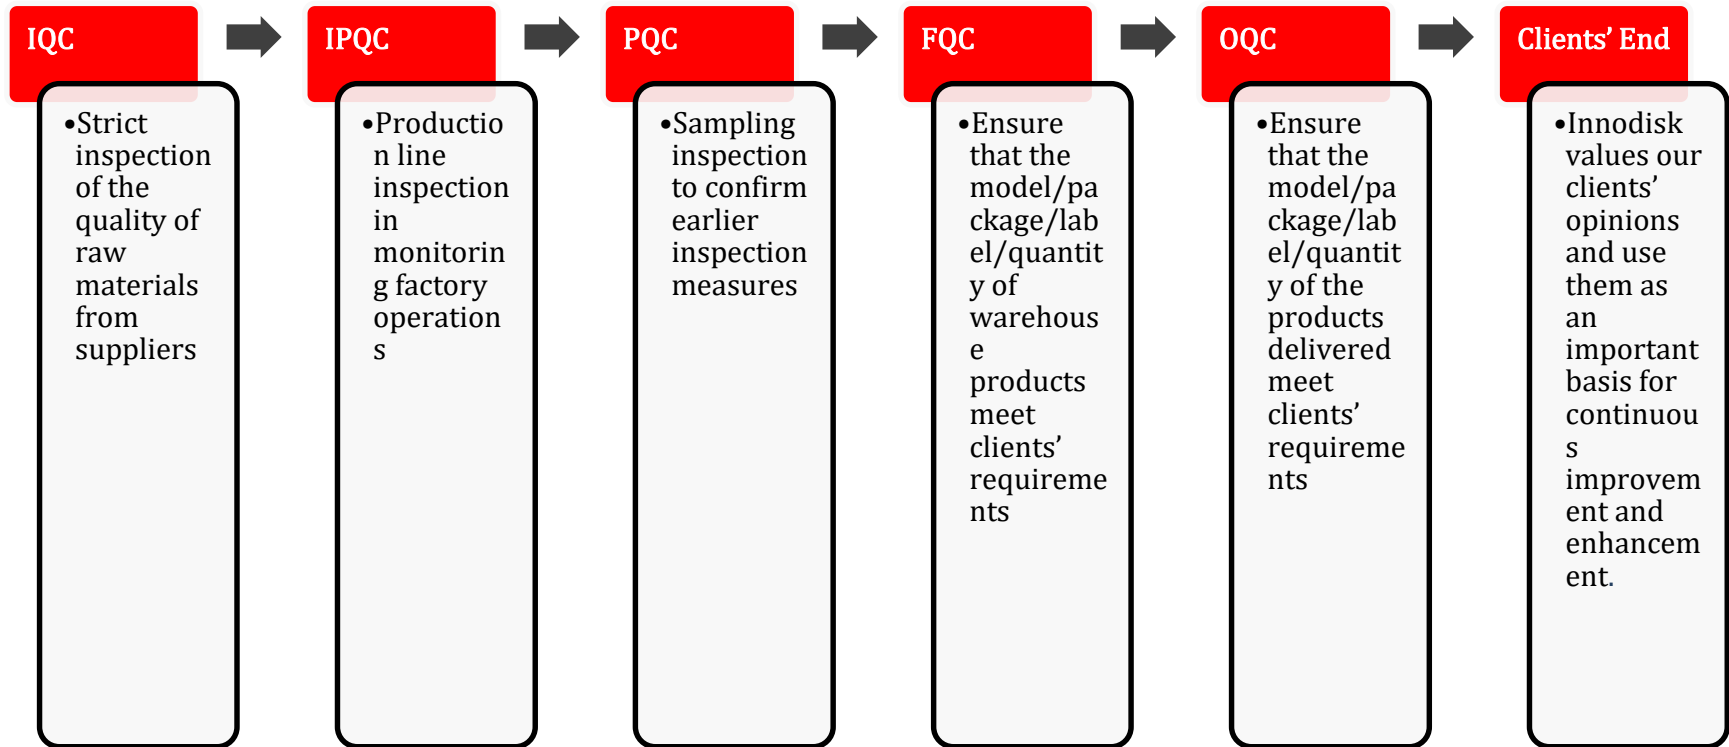 IQC
•Strict
inspection
of the
quality of
raw
materials
from
suppliers
IPQC
•Productio
n line
inspection
in
monitorin
g factory
operation
s
PQC
•Sampling
inspection
to confirm
earlier
inspection
measures
FQC
•Ensure
that the
model/pa
ckage/lab
el/quantit
y of
warehous
e
products
meet
clients’
requireme
nts
OQC
•Ensure
that the
model/pa
ckage/lab
el/quantit
y of the
products
delivered
meet
clients’
requireme
nts
Clients’ End
•Innodisk
values our
clients’
opinions
and use
them as
an
important
basis for
continuou
s
improvem
ent and
enhancem
ent.